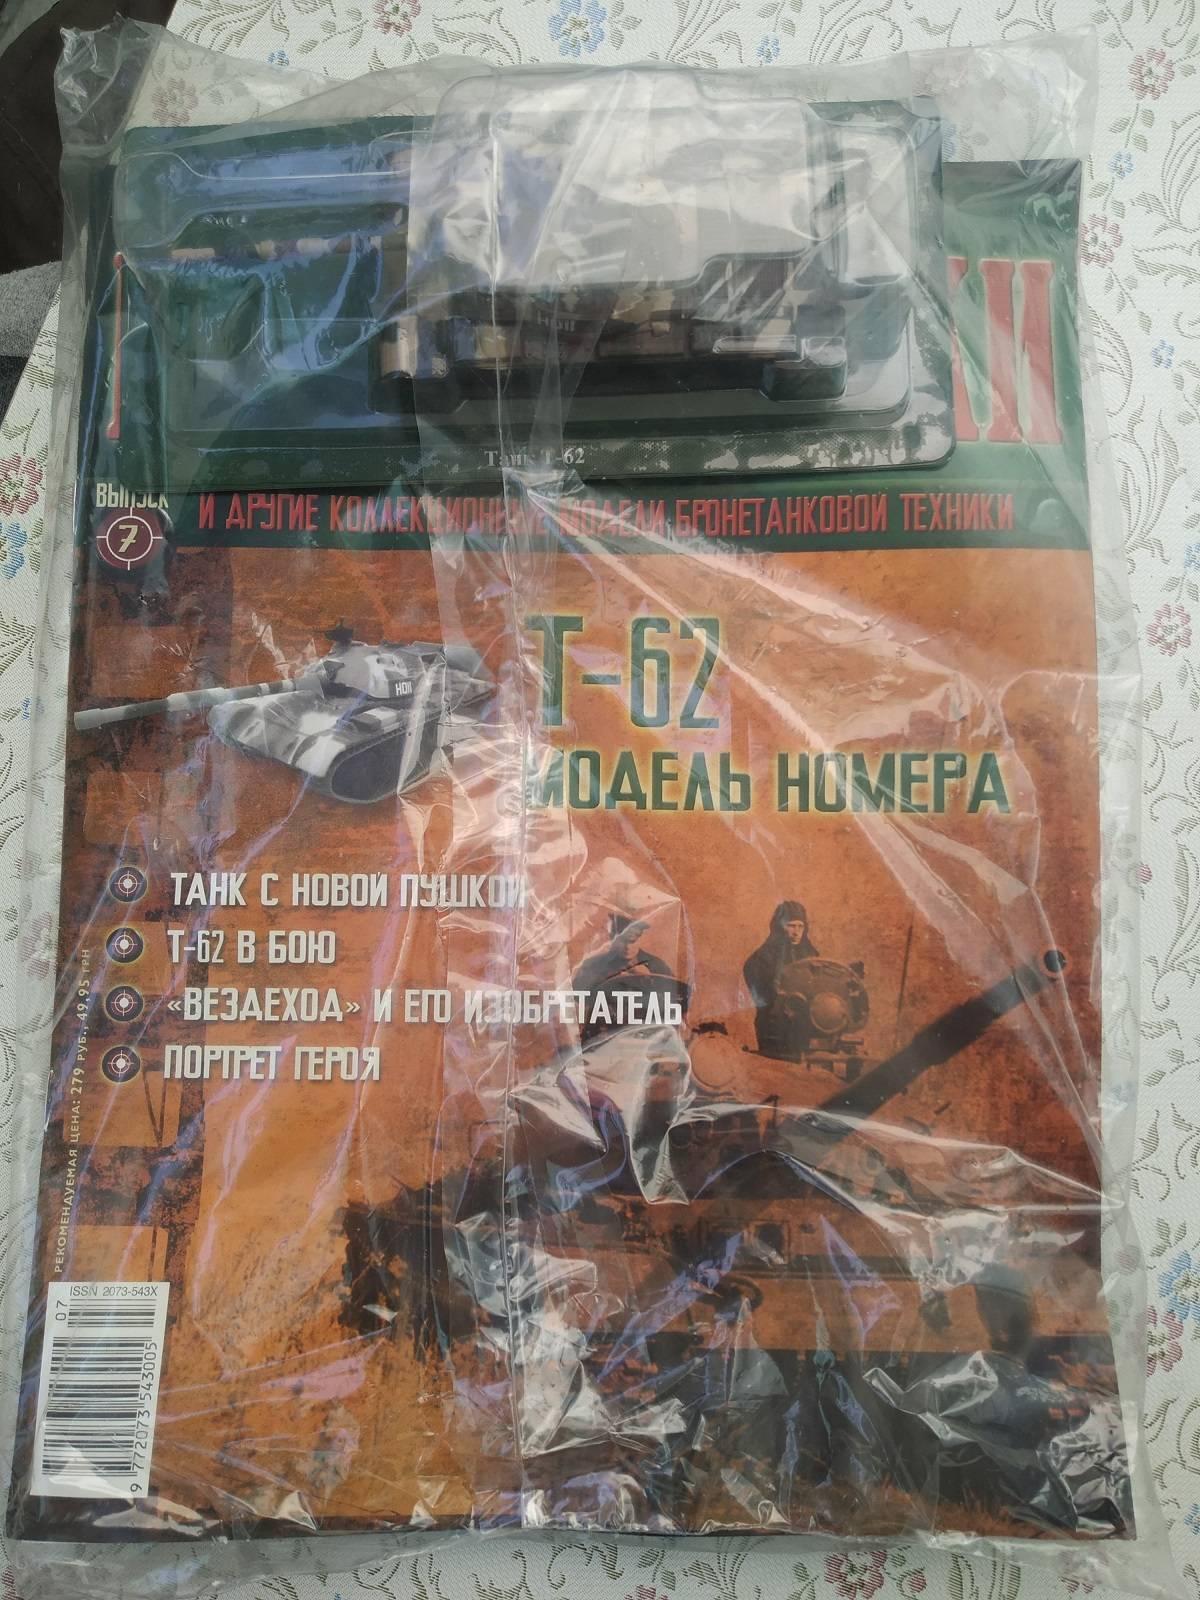 КИ
Танк Т-62
ВЫПУСК
7
И ДРУГИЕ КОЛЛЕКЦИОННЫЕ МОДЕЛИ БРОНЕТАНКОВОЙ ТЕХНИКИ
Т-62
МОДЕЛЬ НОМЕРА
ТАНК С НОВОЙ ПУШКОЙ
Т-62 В БОЮ
«ВЕЗДЕХОД» И ЕГО ИЗОБРЕТАТЕЛЬ
ПОРТРЕТ ГЕРОЯ
РЕКОМЕНДУЕМАЯ ЦЕНА: 279 РУБ., 49,95 ГРН
ISSN 2073-543X
07
9 772073 543005